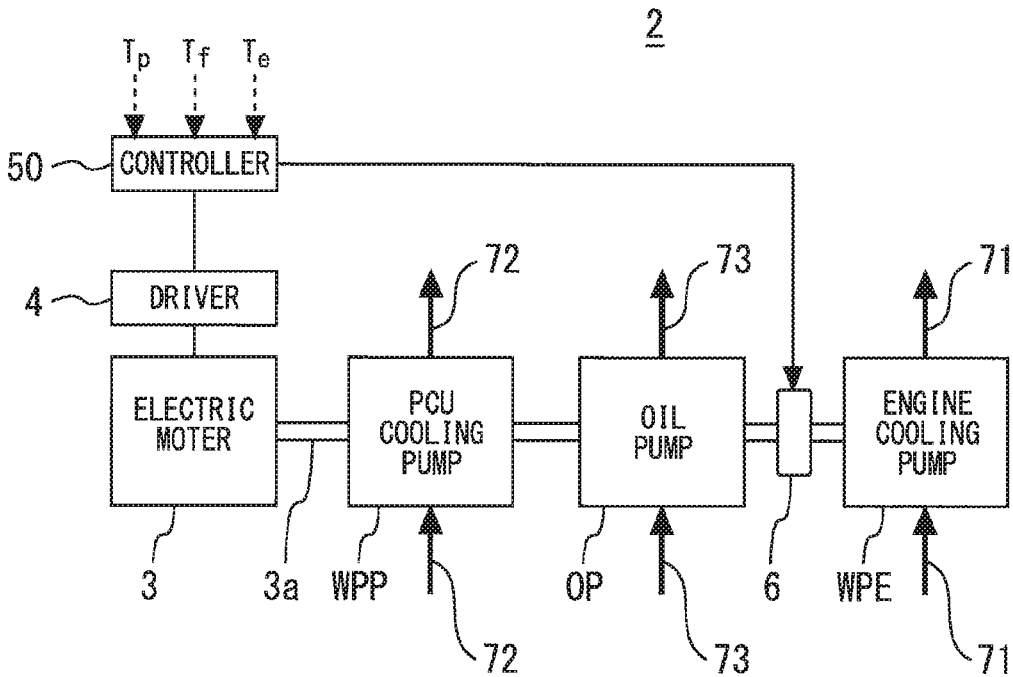 2
Tp Tf Te
50
CONTROLLER
72
73
71
4
DRIVER
ELECTRIC
MOTER
PCU
COOLING
PUMP
OIL
PUMP
ENGINE
COOLING
PUMP
3
3a
WPP
OP
6
WPE
72
73
71